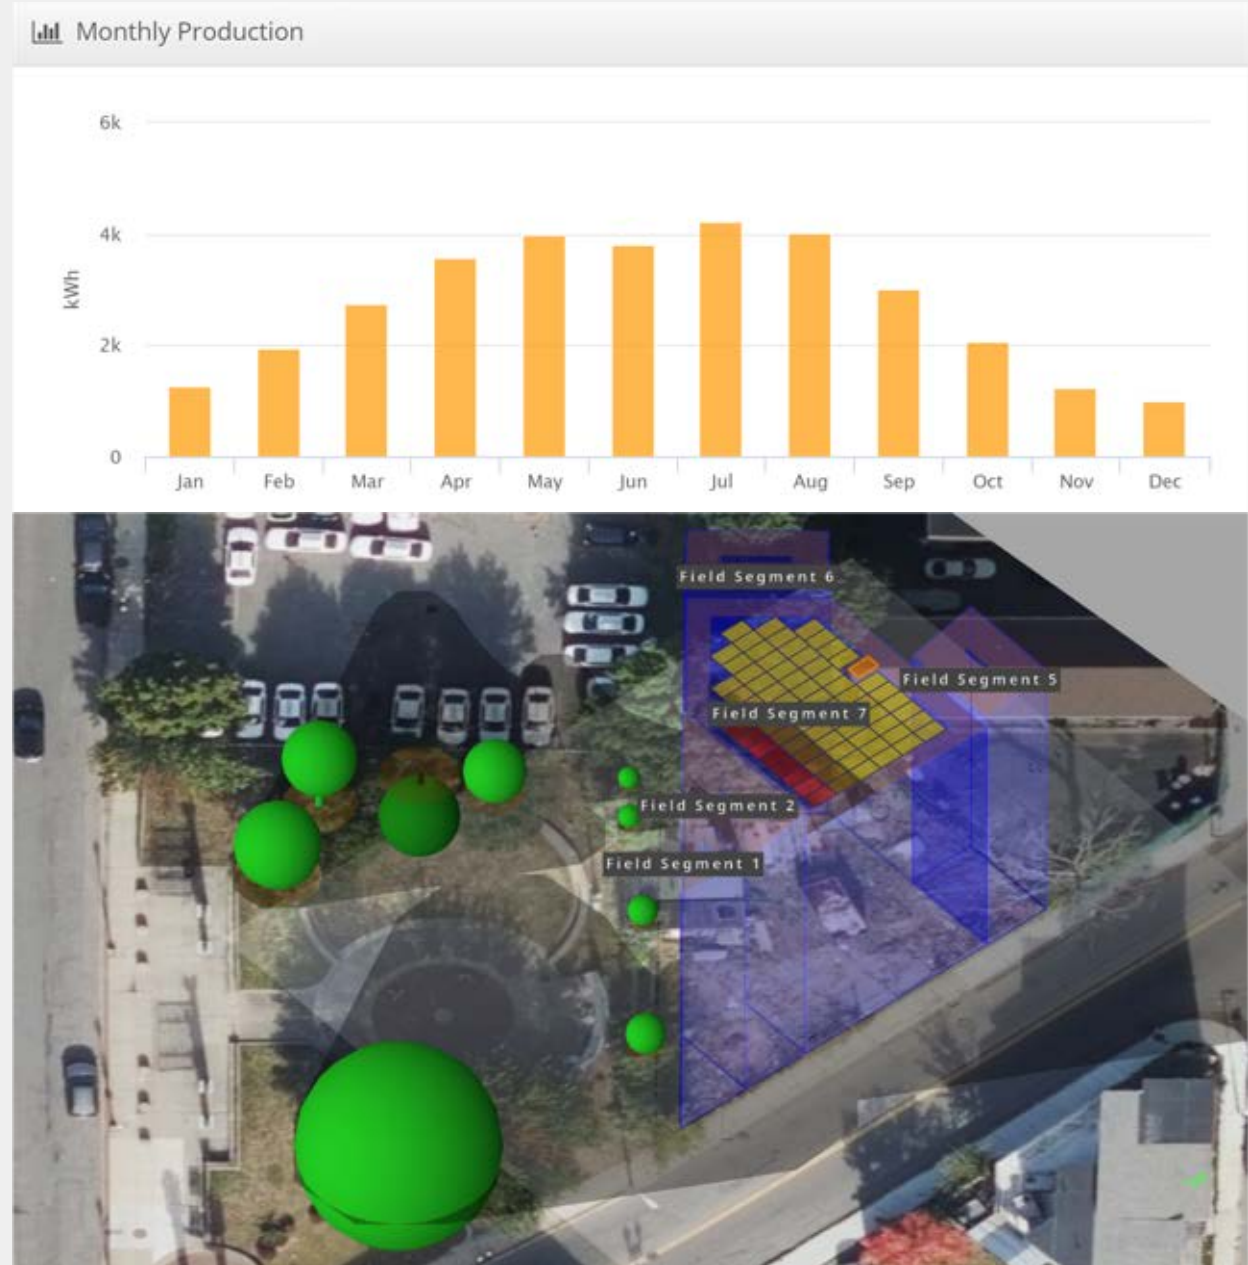 Monthly Production
6k
4k
2k
0
kWh
Jan Feb Mar Apr May Jun Jul Aug Sep Oct Nov Dec
Field Segment 6
Field Segment 5
Field Segment 7
Field Segment 2
Field Segment 1